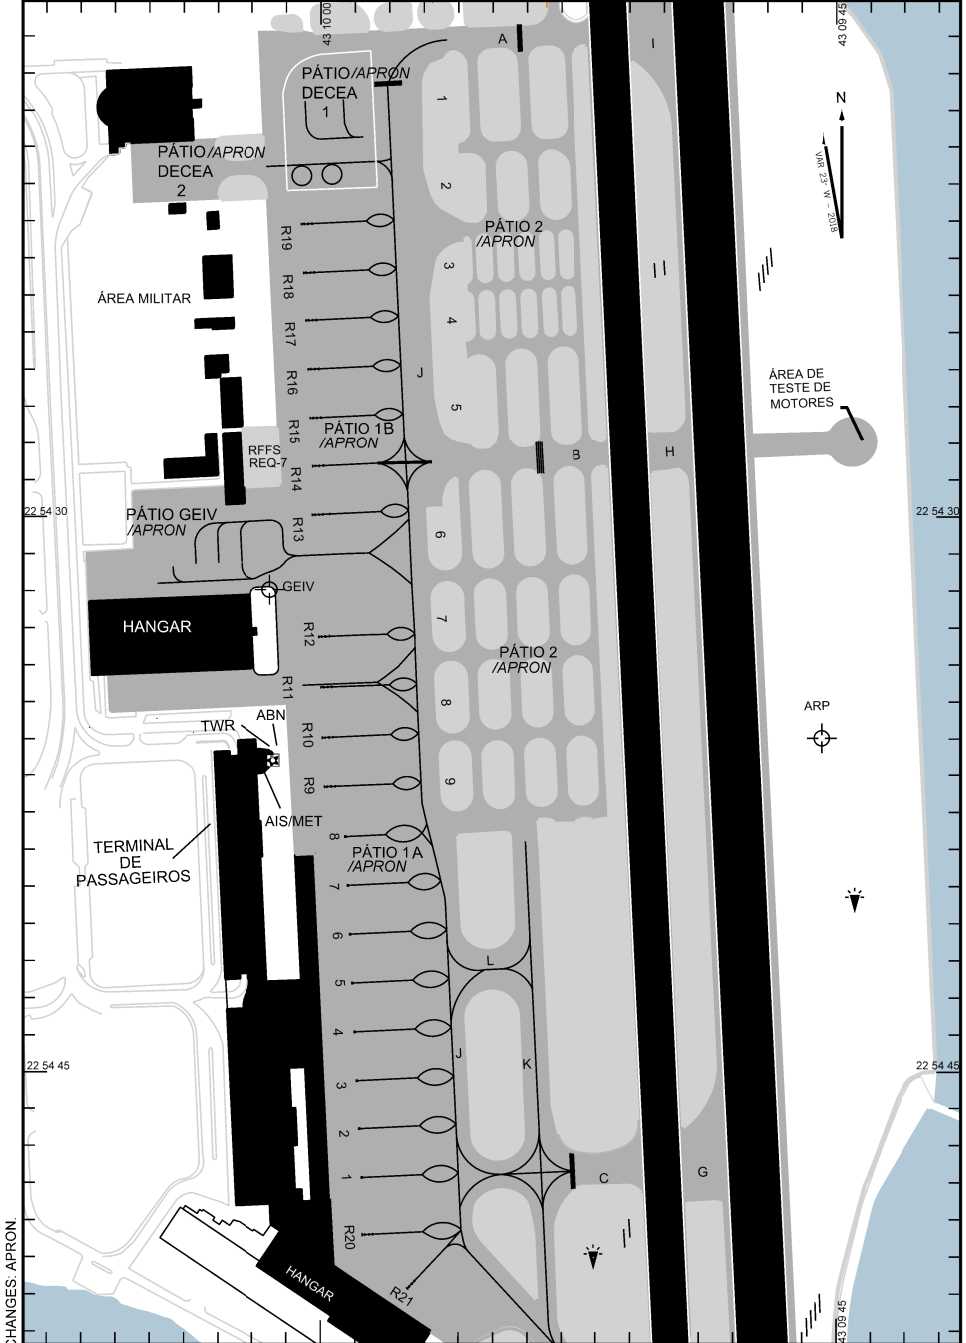 43 10 00
43 09 45
A
I
PÁTIO/APRON
DECEA
1
1
N
VAR 23° W - 2018
PÁTIO/APRON
DECEA
2
2
PÁTIO 2
/APRON
R19
3
R18
ÁREA MILITAR
R17
4
J
R16
ÁREA DE
TESTE DE
MOTORES
5
R15
PÁTIO 1B
/APRON
RFFS
REQ-7
B
H
R14
22 54 30
PÁTIO GEIV
/APRON
R13
6
22 54 30
GEIV
HANGAR
R12
7
PÁTIO 2
/APRON
R11
8
ARP
ABN
TWR
R10
R9
9
AIS/MET
8
TERMINAL
DE
PASSAGEIROS
PÁTIO 1A
/APRON
7
6
L
5
4
J
K
22 54 45
22 54 45
3
2
1
C
G
R20
HANGAR
R21
CHANGES: APRON.
43 09 45